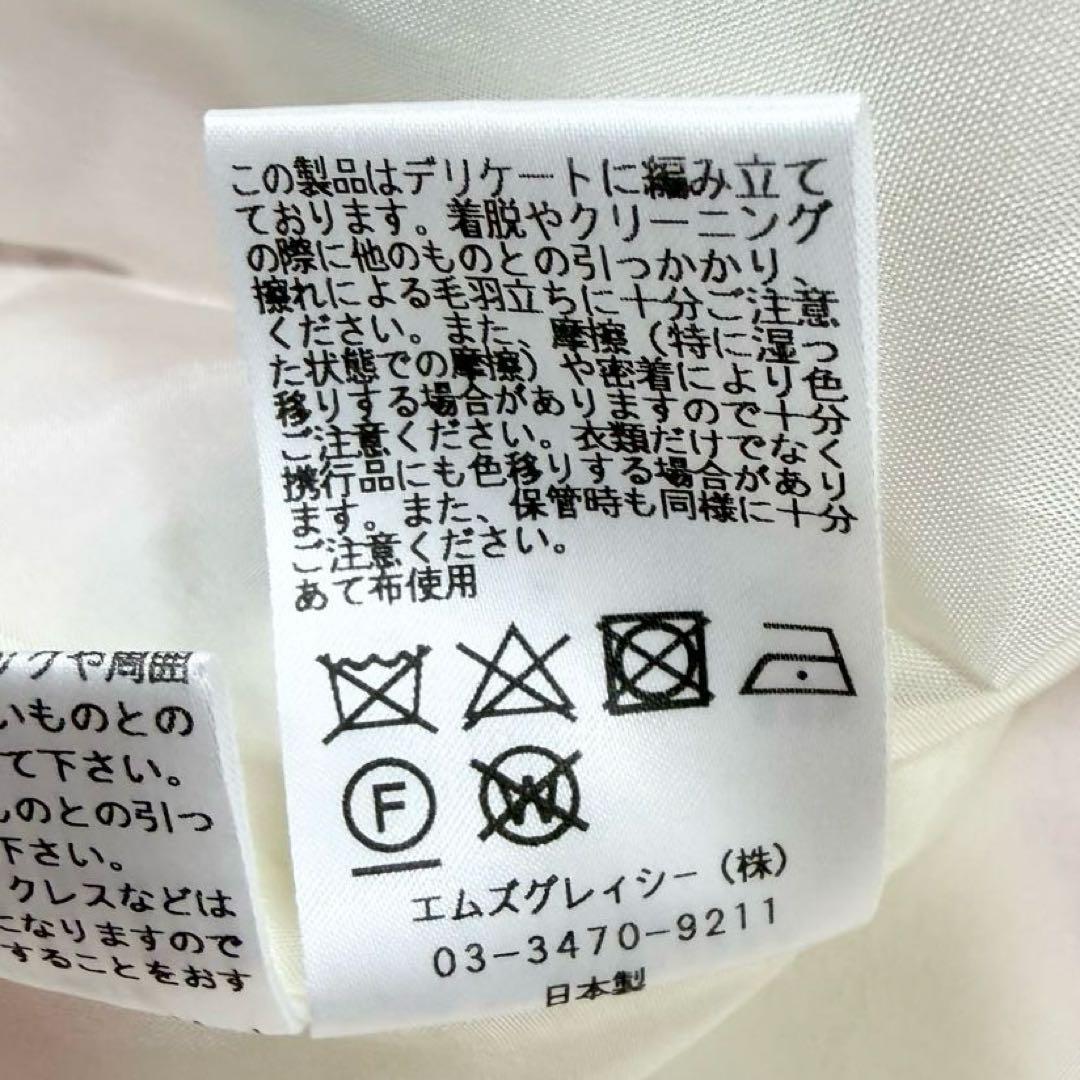 この製品はデリケートに編み立て
ております。着脱やクリーニング
の際に他のものとの引っかかり、
擦れによる毛羽立ちに十分ご注意
ください。また、摩擦（特に湿っ
た状態での摩擦）や密着により色
移りする場合がありますので十分
ご注意ください。衣類だけでなく
携行品にも色移りする場合があり
ます。また、保管時も同様に十分
ご注意ください。
あて布使用
F
W
エムズグレイシー（株）
03-3470-9211
日本製
ックや周囲
いものとの
て下さい。
のとの引っ
下さい。
クレスなどは
になりますので
することをおす